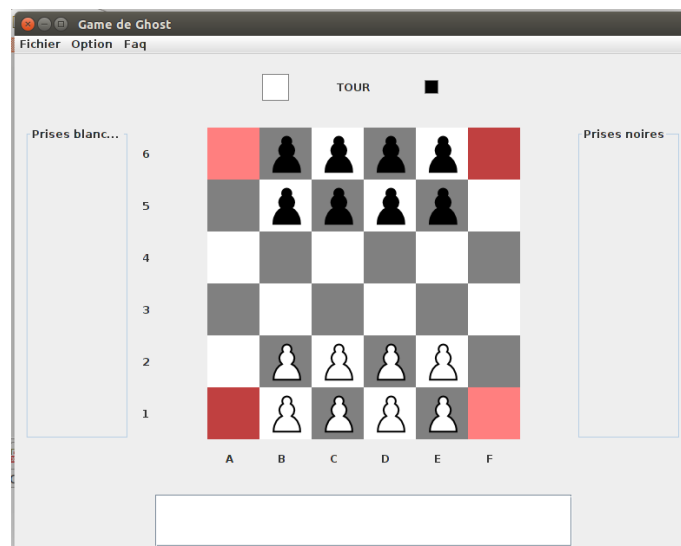 Game de Ghost
Fichier Option Faq
TOUR
Prises blanc...
Prises noires
6
5
4
3
2
1
A B C D E F